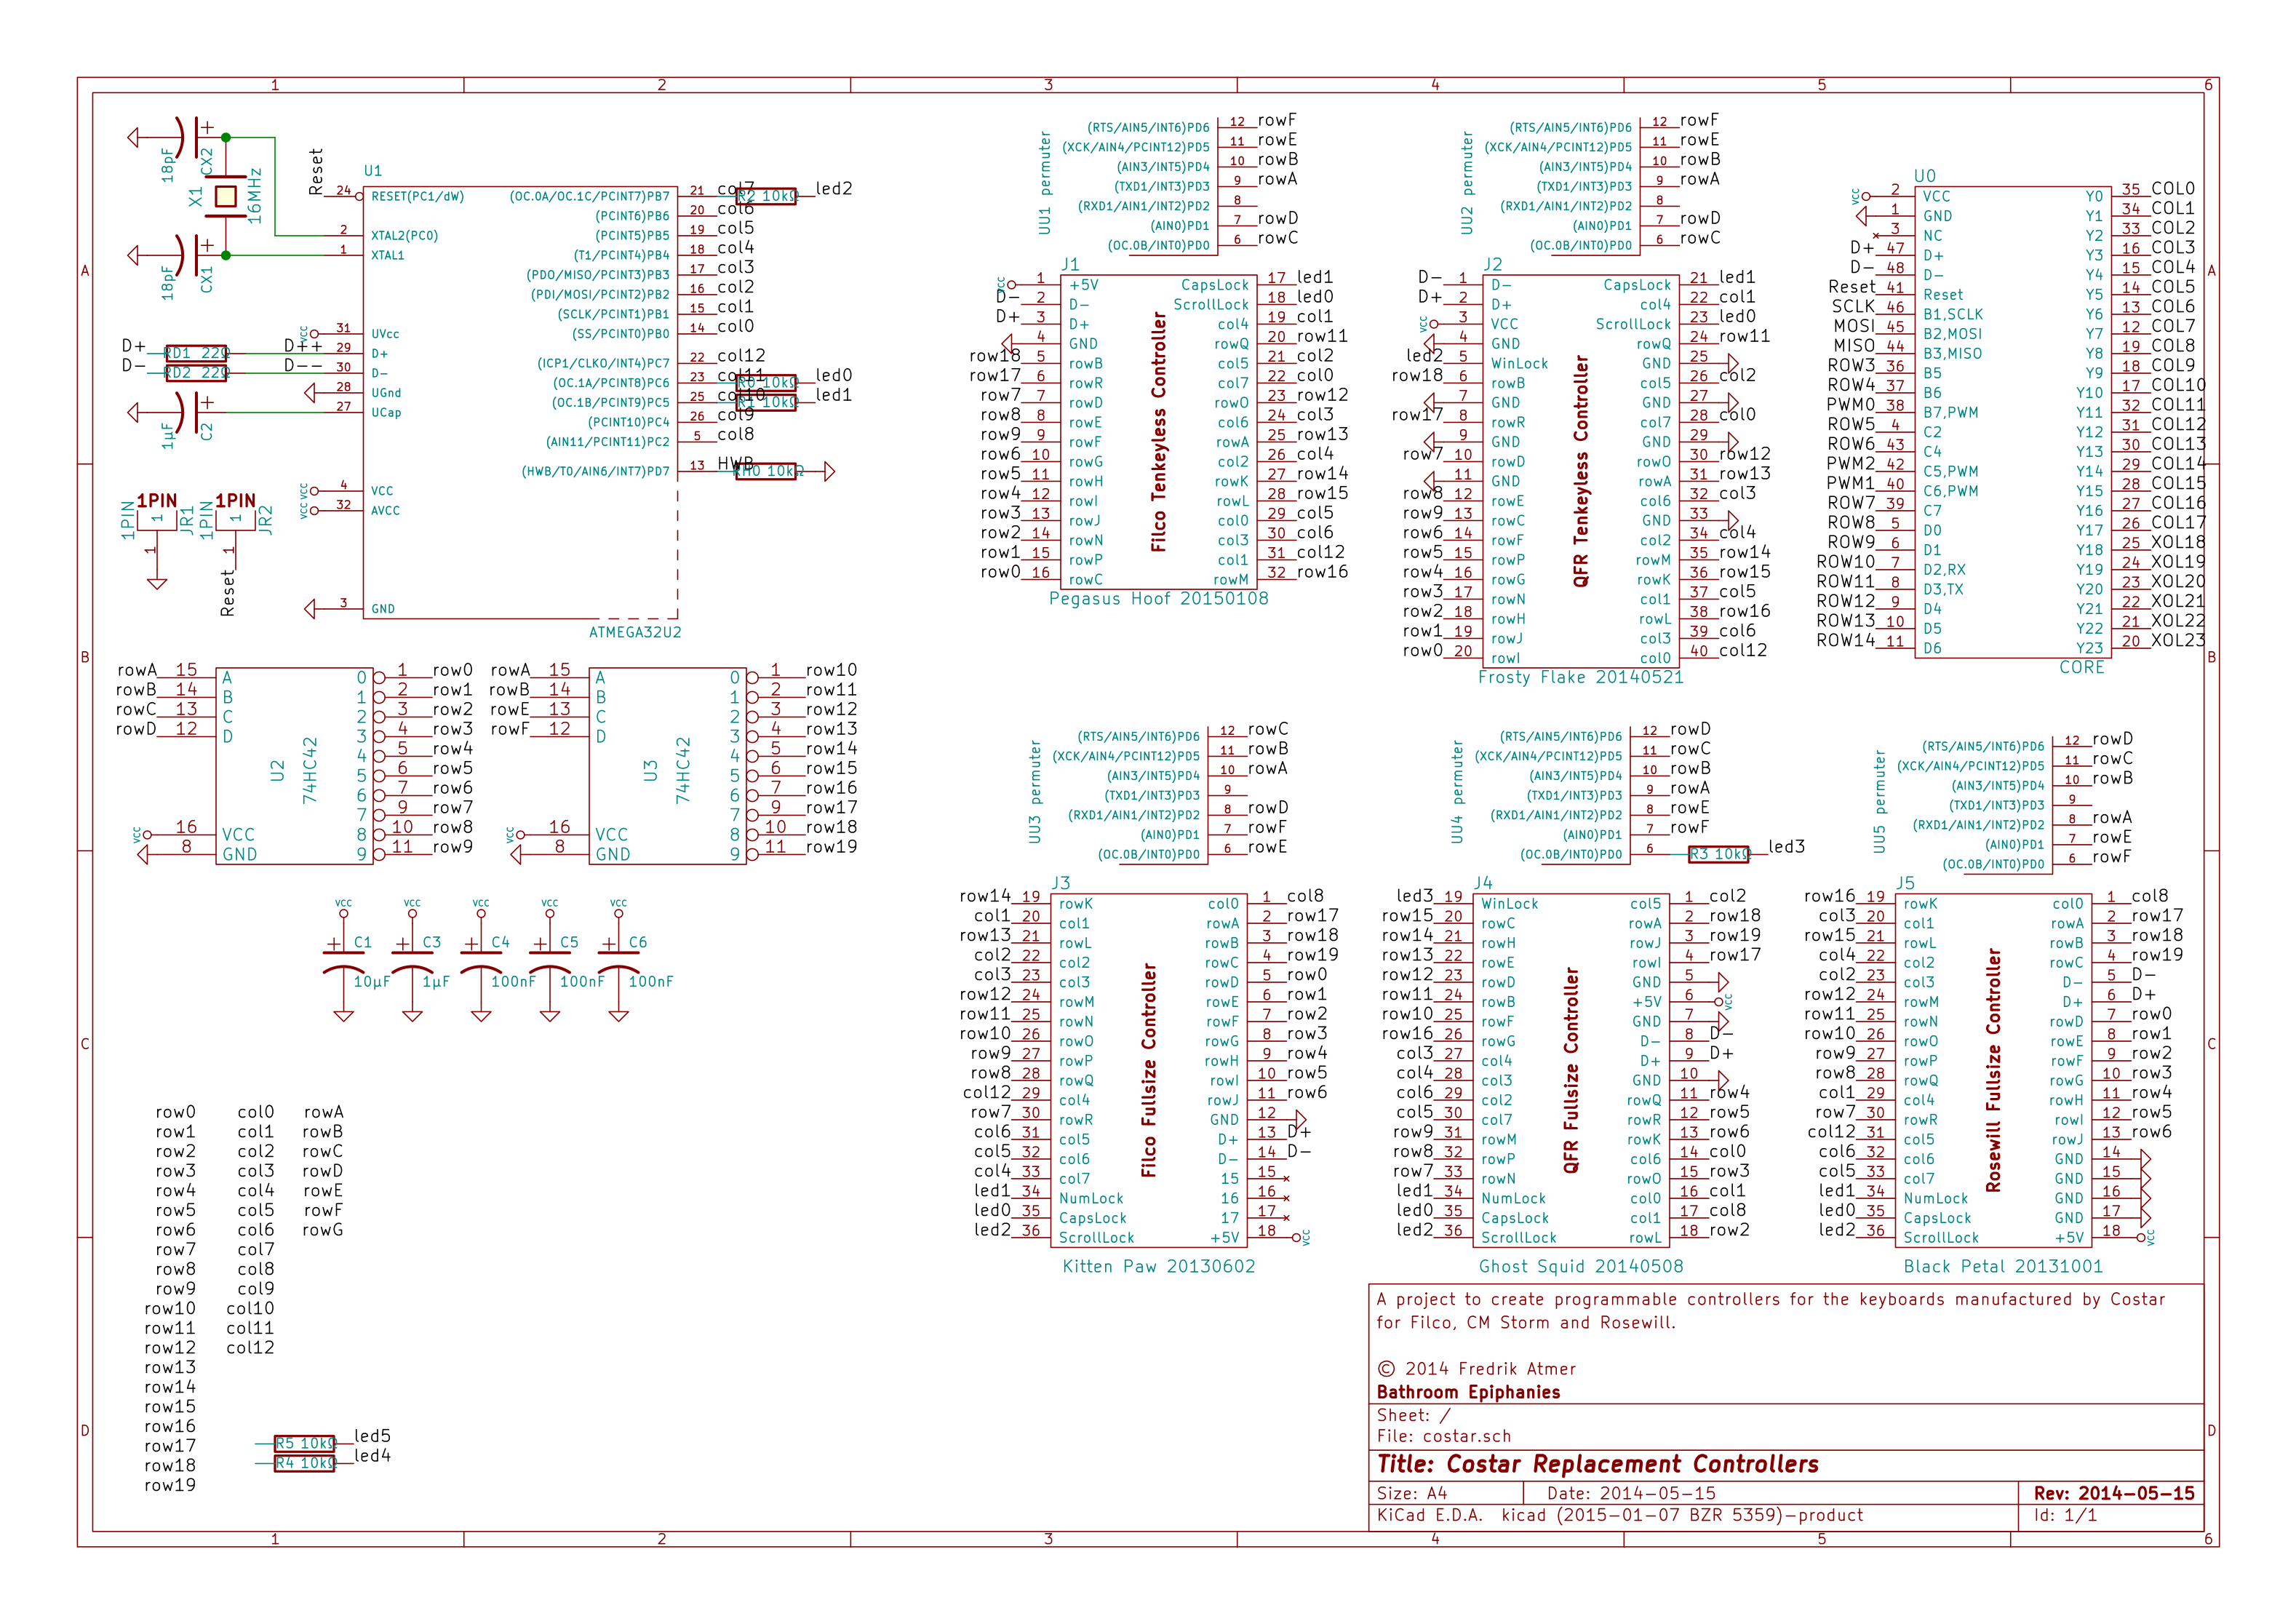 1 2 3 4 5 6
A B C D
18pF CX2
X1 16MHz
18pF CX1
Reset
U1
24 RESET(PC1/dW) (OC.0A/OC.1C/PCINT7)PB7 21 col7 R2 10kΩ led2
(PCINT6)PB6 20 col6
2 XTAL2(PC0) (PCINT5)PB5 19 col5
1 XTAL1 (T1/PCINT4)PB4 18 col4
(PDO/MISO/PCINT3)PB3 17 col3
(PDI/MOSI/PCINT2)PB2 16 col2
(SCLK/PCINT1)PB1 15 col1
VCC 31 UVcc (SS/PCINT0)PB0 14 col0
D+ RD1 22Ω D++ 29 D+ (ICP1/CLKO/INT4)PC7 22 col12
D- RD2 22Ω D-- 30 D- (OC.1A/PCINT8)PC6 23 col11 R0 10kΩ led0
28 UGnd (OC.1B/PCINT9)PC5 25 col10 R1 10kΩ led1
1µF C2 27 UCap (PCINT10)PC4 26 col9
(AIN11/PCINT11)PC2 5 col8
(HWB/T0/AIN6/INT7)PD7 13 HWB RH0 10kΩ
VCC 4 VCC
VCC 32 AVCC
3 GND
ATMEGA32U2
1PIN 1PIN 1 JR1 1
1PIN 1PIN 1 JR2 1 Reset
rowA 15 A 0 1 row0
rowB 14 B 1 2 row1
rowC 13 C 2 3 row2
rowD 12 D 3 4 row3
4 5 row4
U2 74HC42 5 6 row5
6 7 row6
7 9 row7
VCC 16 VCC 8 10 row8
8 GND 9 11 row9
rowA 15 A 0 1 row10
rowB 14 B 1 2 row11
rowE 13 C 2 3 row12
rowF 12 D 3 4 row13
4 5 row14
U3 74HC42 5 6 row15
6 7 row16
7 9 row17
VCC 16 VCC 8 10 row18
8 GND 9 11 row19
VCC C1 10µF
VCC C3 1µF
VCC C4 100nF
VCC C5 100nF
VCC C6 100nF
row0 col0 rowA
row1 col1 rowB
row2 col2 rowC
row3 col3 rowD
row4 col4 rowE
row5 col5 rowF
row6 col6 rowG
row7 col7
row8 col8
row9 col9
row10 col10
row11 col11
row12 col12
row13
row14
row15
row16
row17
row18
row19
R5 10kΩ led5
R4 10kΩ led4
UU1 permuter
(RTS/AIN5/INT6)PD6 12 rowF
(XCK/AIN4/PCINT12)PD5 11 rowE
(AIN3/INT5)PD4 10 rowB
(TXD1/INT3)PD3 9 rowA
(RXD1/AIN1/INT2)PD2 8
(AIN0)PD1 7 rowD
(OC.0B/INT0)PD0 6 rowC
J1
VCC 1 +5V CapsLock 17 led1
D- 2 D- ScrollLock 18 led0
D+ 3 D+ col4 19 col1
4 GND rowQ 20 row11
row18 5 rowB col5 21 col2
row17 6 rowR col7 22 col0
row7 7 rowD rowO 23 row12
row8 8 rowE col6 24 col3
row9 9 rowF rowA 25 row13
row6 10 rowG col2 26 col4
row5 11 rowH rowK 27 row14
row4 12 rowI rowL 28 row15
row3 13 rowJ col0 29 col5
row2 14 rowN col3 30 col6
row1 15 rowP col1 31 col12
row0 16 rowC rowM 32 row16
Filco Tenkeyless Controller
Pegasus Hoof 20150108
UU2 permuter
(RTS/AIN5/INT6)PD6 12 rowF
(XCK/AIN4/PCINT12)PD5 11 rowE
(AIN3/INT5)PD4 10 rowB
(TXD1/INT3)PD3 9 rowA
(RXD1/AIN1/INT2)PD2 8
(AIN0)PD1 7 rowD
(OC.0B/INT0)PD0 6 rowC
J2
D- 1 D- CapsLock 21 led1
D+ 2 D+ col4 22 col1
VCC 3 VCC ScrollLock 23 led0
4 GND rowQ 24 row11
led2 5 WinLock GND 25
row18 6 rowB col5 26 col2
7 GND GND 27
row17 8 rowR col7 28 col0
9 GND GND 29
row7 10 rowD rowO 30 row12
11 GND rowA 31 row13
row8 12 rowE col6 32 col3
row9 13 rowC GND 33
row6 14 rowF col2 34 col4
row5 15 rowP rowM 35 row14
row4 16 rowG rowK 36 row15
row3 17 rowN col1 37 col5
row2 18 rowH rowL 38 row16
row1 19 rowJ col3 39 col6
row0 20 rowI col0 40 col12
QFR Tenkeyless Controller
Frosty Flake 20140521
U0
VCC 2 VCC Y0 35 COL0
1 GND Y1 34 COL1
3 NC Y2 33 COL2
D+ 47 D+ Y3 16 COL3
D- 48 D- Y4 15 COL4
Reset 41 Reset Y5 14 COL5
SCLK 46 B1,SCLK Y6 13 COL6
MOSI 45 B2,MOSI Y7 12 COL7
MISO 44 B3,MISO Y8 19 COL8
ROW3 36 B5 Y9 18 COL9
ROW4 37 B6 Y10 17 COL10
PWM0 38 B7,PWM Y11 32 COL11
ROW5 4 C2 Y12 31 COL12
ROW6 43 C4 Y13 30 COL13
PWM2 42 C5,PWM Y14 29 COL14
PWM1 40 C6,PWM Y15 28 COL15
ROW7 39 C7 Y16 27 COL16
ROW8 5 D0 Y17 26 COL17
ROW9 6 D1 Y18 25 XOL18
ROW10 7 D2,RX Y19 24 XOL19
ROW11 8 D3,TX Y20 23 XOL20
ROW12 9 D4 Y21 22 XOL21
ROW13 10 D5 Y22 21 XOL22
ROW14 11 D6 Y23 20 XOL23
CORE
UU3 permuter
(RTS/AIN5/INT6)PD6 12 rowC
(XCK/AIN4/PCINT12)PD5 11 rowB
(AIN3/INT5)PD4 10 rowA
(TXD1/INT3)PD3 9
(RXD1/AIN1/INT2)PD2 8 rowD
(AIN0)PD1 7 rowF
(OC.0B/INT0)PD0 6 rowE
J3
row14 19 rowK col0 1 col8
col1 20 col1 rowA 2 row17
row13 21 rowL rowB 3 row18
col2 22 col2 rowC 4 row19
col3 23 col3 rowD 5 row0
row12 24 rowM rowE 6 row1
row11 25 rowN rowF 7 row2
row10 26 rowO rowG 8 row3
row9 27 rowP rowH 9 row4
row8 28 rowQ rowI 10 row5
col12 29 col4 rowJ 11 row6
row7 30 rowR GND 12
col6 31 col5 D+ 13 D+
col5 32 col6 D- 14 D-
col4 33 col7 15 15
led1 34 NumLock 16 16
led0 35 CapsLock 17 17
led2 36 ScrollLock +5V 18 VCC
Filco Fullsize Controller
Kitten Paw 20130602
UU4 permuter
(RTS/AIN5/INT6)PD6 12 rowD
(XCK/AIN4/PCINT12)PD5 11 rowC
(AIN3/INT5)PD4 10 rowB
(TXD1/INT3)PD3 9 rowA
(RXD1/AIN1/INT2)PD2 8 rowE
(AIN0)PD1 7 rowF
(OC.0B/INT0)PD0 6 R3 10kΩ led3
J4
led3 19 WinLock col5 1 col2
row15 20 rowC rowA 2 row18
row14 21 rowH rowJ 3 row19
row13 22 rowE rowI 4 row17
row12 23 rowD GND 5
row11 24 rowB +5V 6 VCC
row10 25 rowF GND 7
row16 26 rowG D- 8 D-
col3 27 col4 D+ 9 D+
col4 28 col3 GND 10
col6 29 col2 rowQ 11 row4
col5 30 col7 rowR 12 row5
row9 31 rowM rowK 13 row6
row8 32 rowP col6 14 col0
row7 33 rowN rowO 15 row3
led1 34 NumLock col0 16 col1
led0 35 CapsLock col1 17 col8
led2 36 ScrollLock rowL 18 row2
QFR Fullsize Controller
Ghost Squid 20140508
UU5 permuter
(RTS/AIN5/INT6)PD6 12 rowD
(XCK/AIN4/PCINT12)PD5 11 rowC
(AIN3/INT5)PD4 10 rowB
(TXD1/INT3)PD3 9
(RXD1/AIN1/INT2)PD2 8 rowA
(AIN0)PD1 7 rowE
(OC.0B/INT0)PD0 6 rowF
J5
row16 19 rowK col0 1 col8
col3 20 col1 rowA 2 row17
row15 21 rowL rowB 3 row18
col4 22 col2 rowC 4 row19
col2 23 col3 D- 5 D-
row12 24 rowM D+ 6 D+
row11 25 rowN rowD 7 row0
row10 26 rowO rowE 8 row1
row9 27 rowP rowF 9 row2
row8 28 rowQ rowG 10 row3
col1 29 col4 rowH 11 row4
row7 30 rowR rowI 12 row5
col12 31 col5 rowJ 13 row6
col6 32 col6 GND 14
col5 33 col7 GND 15
led1 34 NumLock GND 16
led0 35 CapsLock GND 17
led2 36 ScrollLock +5V 18 VCC
Rosewill Fullsize Controller
Black Petal 20131001
A project to create programmable controllers for the keyboards manufactured by Costar
for Filco, CM Storm and Rosewill.
© 2014 Fredrik Atmer
Bathroom Epiphanies
Sheet: /
File: costar.sch
Title: Costar Replacement Controllers
Size: A4 Date: 2014-05-15 Rev: 2014-05-15
KiCad E.D.A. kicad (2015-01-07 BZR 5359)-product Id: 1/1
1 2 3 4 5 6
A B C D